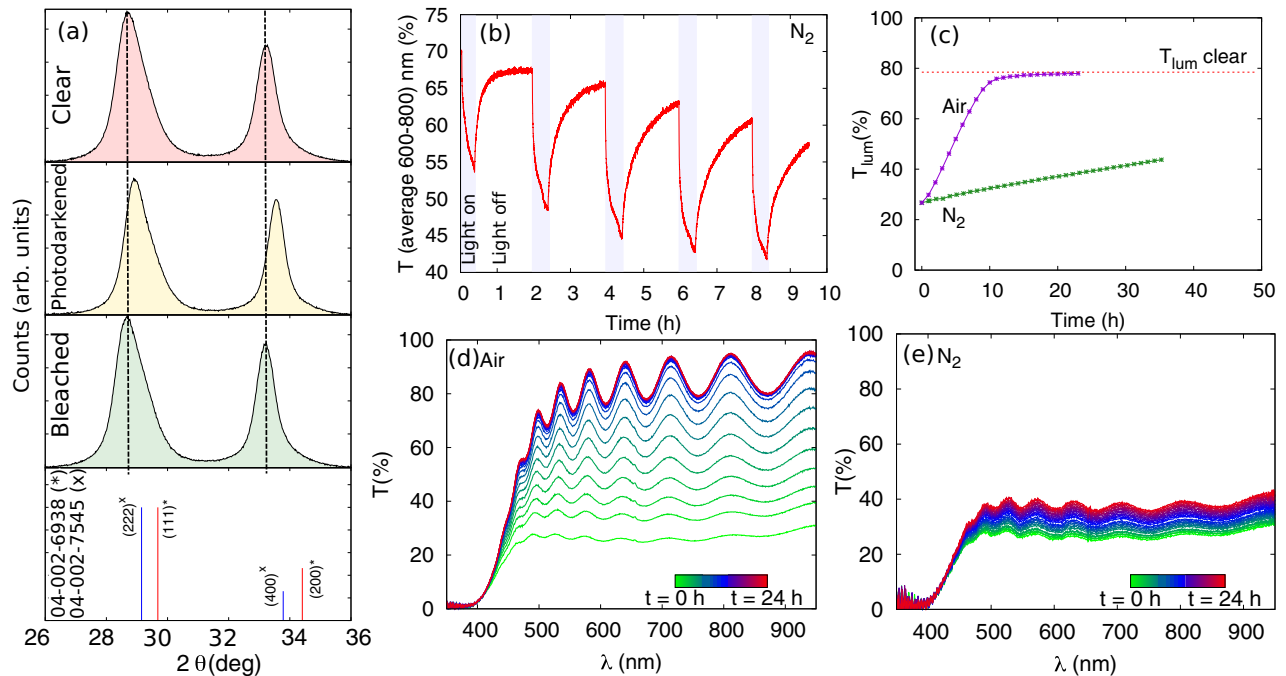 (a)
Clear
Photodarkened
Bleached
Counts (arb. units)
04-002-6938 (*)
04-002-7545 (x)
(222)ˣ
(111)*
(400)ˣ
(200)*
26 28 30 32 34 36
2 θ(deg)
(b)
N₂
75
70
65
60
55
50
45
40
T (average 600-800) nm (%)
Light on
Light off
0 1 2 3 4 5 6 7 8 9 10
Time (h)
(c)
100
80
60
40
20
0
T_lum(%)
T_lum clear
Air
N₂
0 10 20 30 40 50
Time (h)
(d) Air
100
80
60
40
20
0
T(%)
t = 0 h t = 24 h
400 500 600 700 800 900
λ (nm)
(e) N₂
100
80
60
40
20
0
T(%)
t = 0 h t = 24 h
400 500 600 700 800 900
λ (nm)